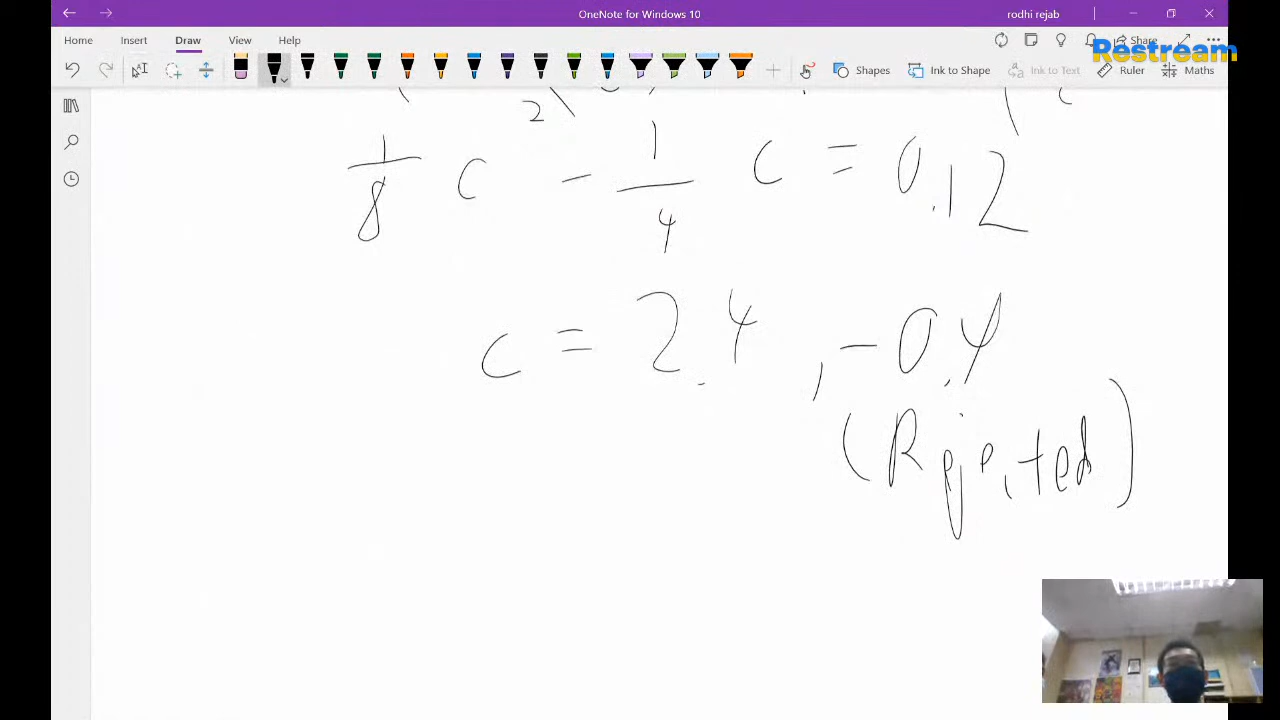 OneNote for Windows 10 rodhi rejab
Home Insert Draw View Help Share
Restream
Shapes Ink to Shape Ink to Text Ruler Maths
1/8 c - 1/4 c = 0.12
c = 2.4 , -0.4
(Rejected)